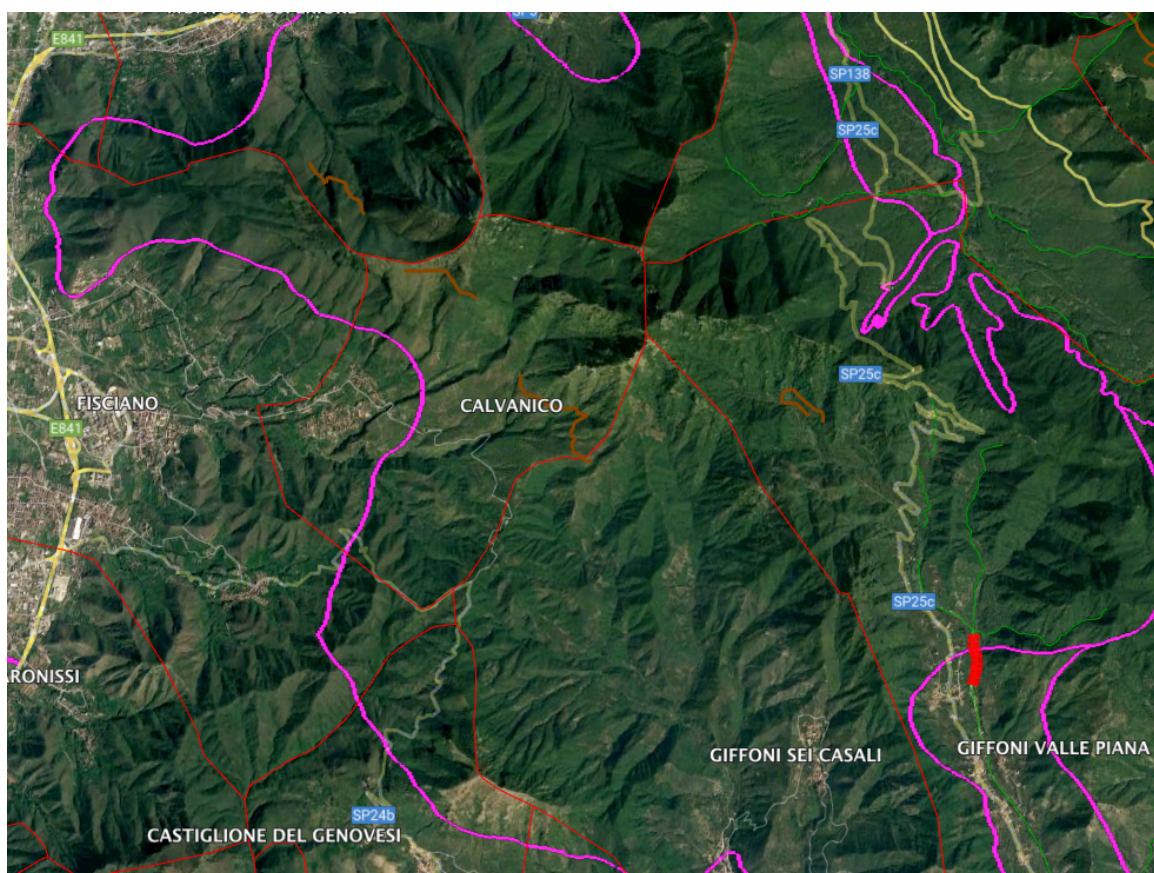 E841
SP138
SP25c
SP25c
FISCIANO
CALVANICO
E841
SP25c
ARONISSI
GIFFONI SEI CASALI
GIFFONI VALLE PIANA
SP24b
CASTIGLIONE DEL GENOVESI